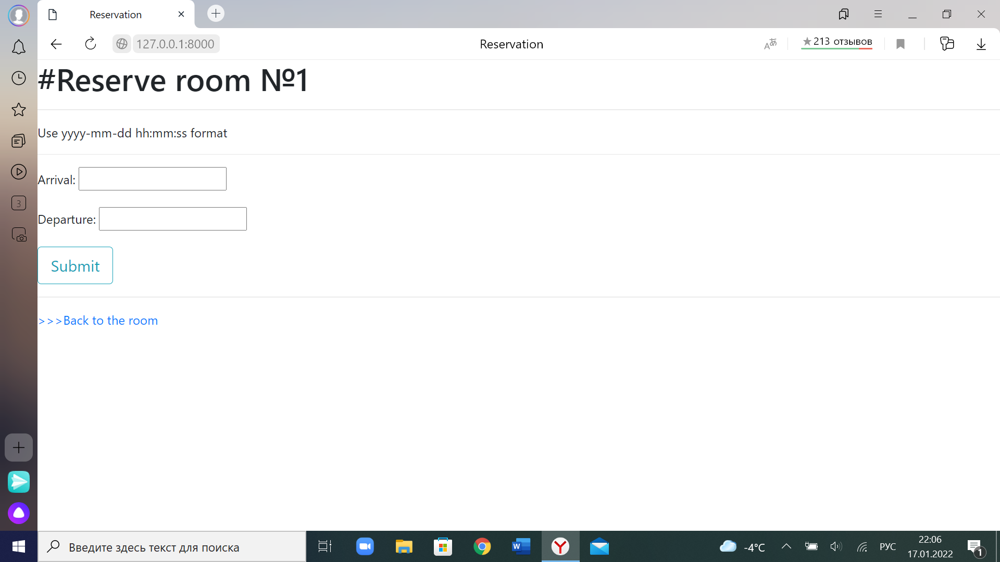 Reservation
127.0.0.1:8000
Reservation
213 отзывов
#Reserve room №1
Use yyyy-mm-dd hh:mm:ss format
Arrival:
Departure:
Submit
>>>Back to the room
3
Введите здесь текст для поиска
W
-4°C
РУС
22:06
17.01.2022
1